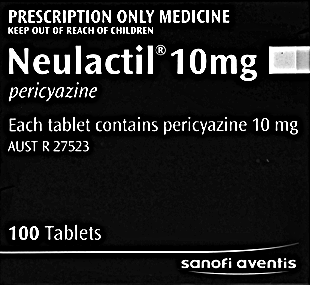 PRESCRIPTION ONLY MEDICINE
KEEP OUT OF REACH OF CHILDREN
Neulactil® 10mg
pericyazine
Each tablet contains pericyazine 10 mg
AUST R 27523
100 Tablets
sanofi aventis